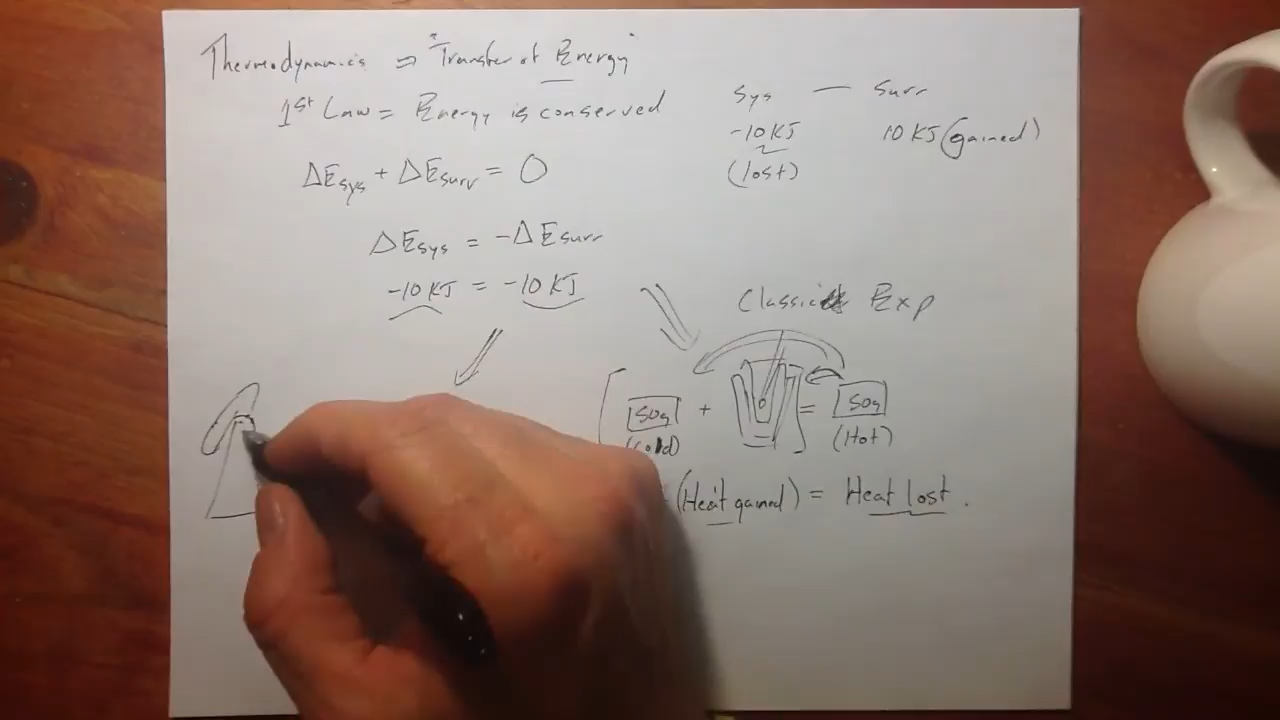 Thermodynamics ⇒ "Transfer of Energy"
1st Law = Energy is conserved
ΔEsys + ΔEsurr = 0
ΔEsys = -ΔEsurr
-10 KJ = -10 KJ
Sys — Surr
-10 KJ 10 KJ (gained)
(lost)
Classic Exp
[50g + ] = 50g
(cold) (Hot)
(Heat gained) = Heat lost.